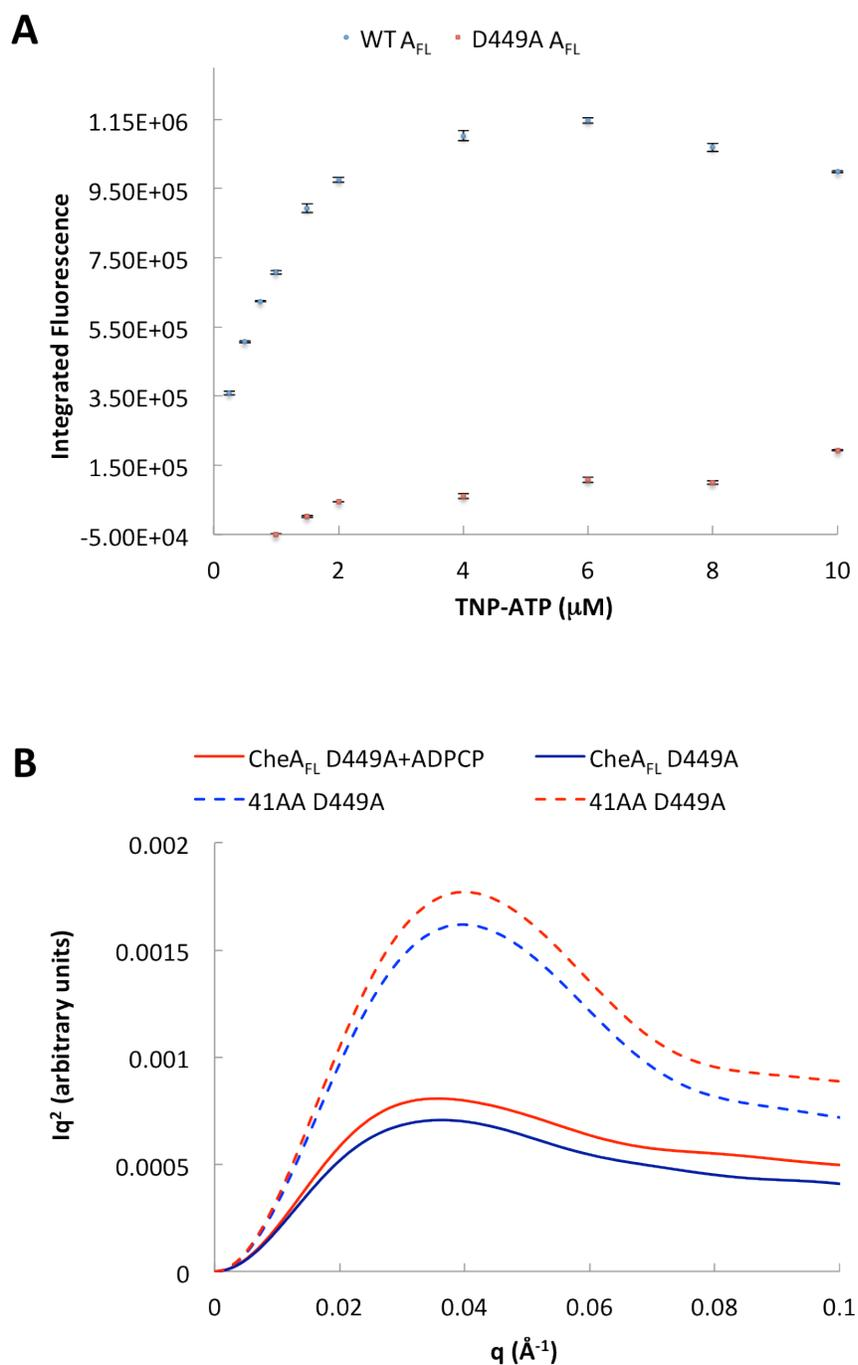 A
WT A_FL D449A A_FL
1.15E+06
9.50E+05
7.50E+05
5.50E+05
3.50E+05
1.50E+05
-5.00E+04
Integrated Fluorescence
0 2 4 6 8 10
TNP-ATP (μM)
B
CheA_FL D449A+ADPCP CheA_FL D449A
41AA D449A 41AA D449A
0.002
0.0015
0.001
0.0005
0
Iq² (arbitrary units)
0 0.02 0.04 0.06 0.08 0.1
q (Å⁻¹)